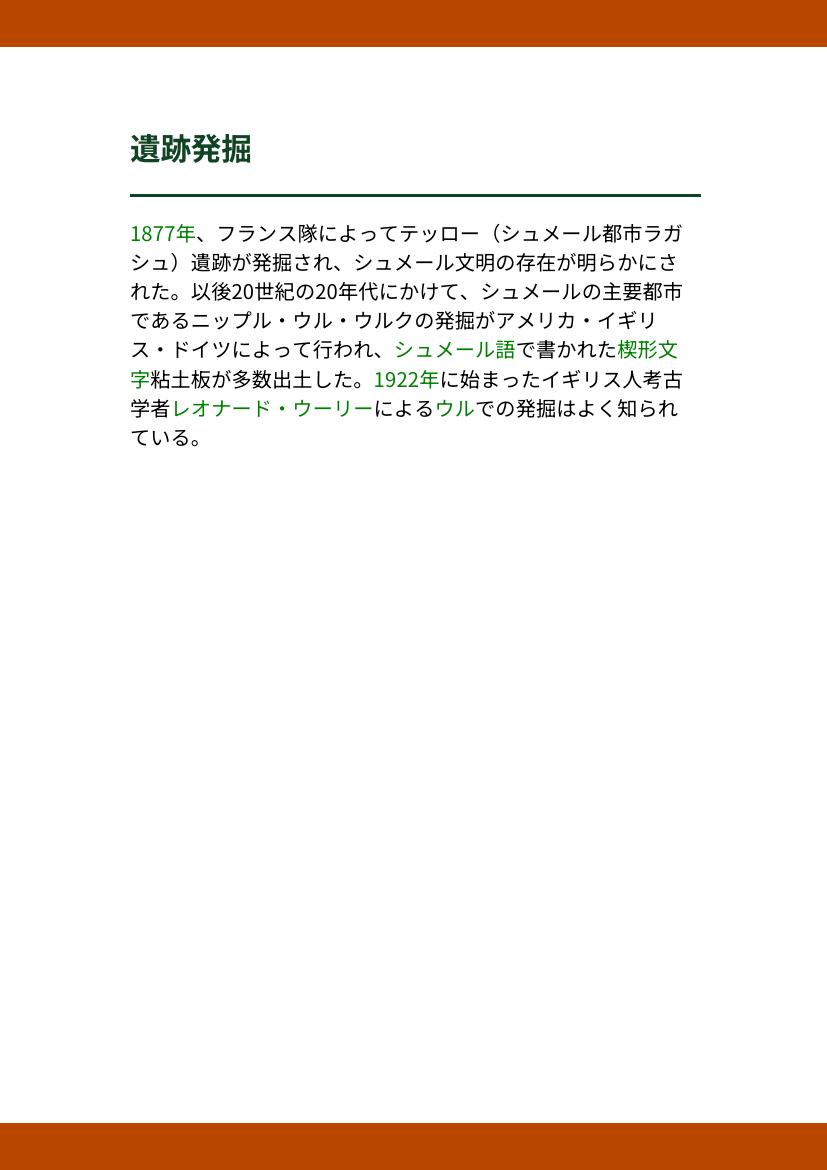 遺跡発掘
1877年、フランス隊によってテッロー（シュメール都市ラガ
シュ）遺跡が発掘され、シュメール文明の存在が明らかにさ
れた。以後20世紀の20年代にかけて、シュメールの主要都市
であるニップル・ウル・ウルクの発掘がアメリカ・イギリ
ス・ドイツによって行われ、シュメール語で書かれた楔形文
字粘土板が多数出土した。1922年に始まったイギリス人考古
学者レオナード・ウーリーによるウルでの発掘はよく知られ
ている。